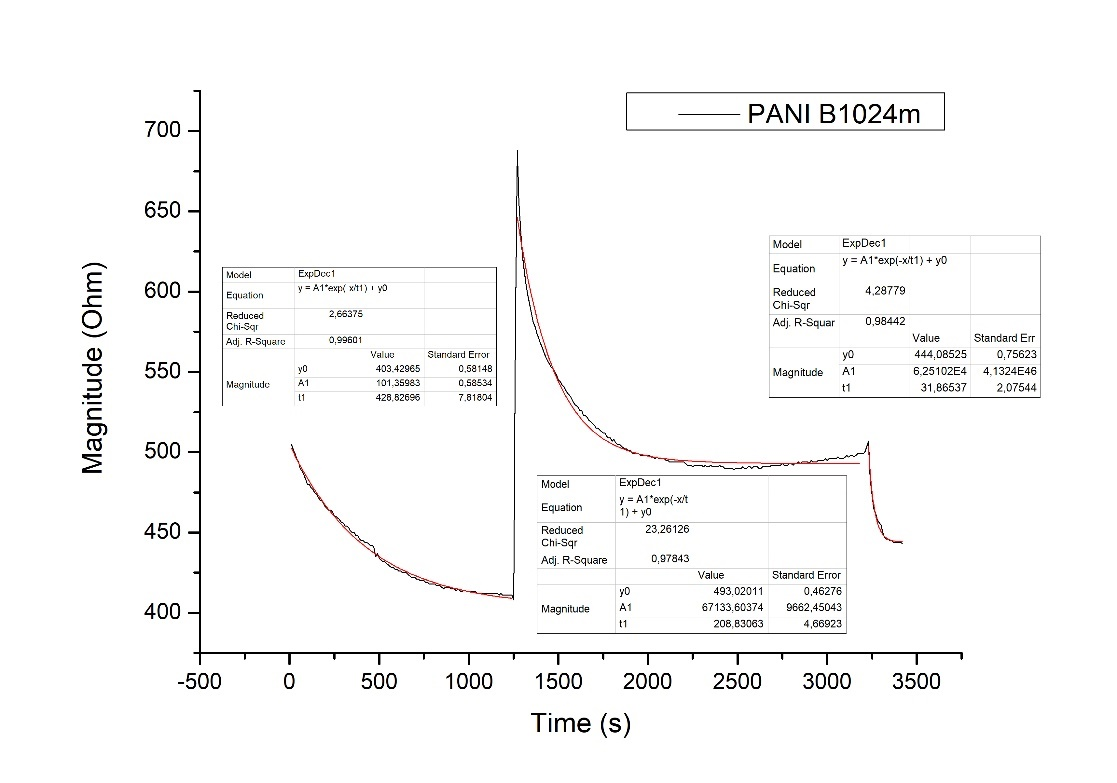 PANI B1024m
Magnitude (Ohm)
700
650
600
550
500
450
400
Model ExpDec1
Equation y = A1*exp( x/t1) + y0
Reduced Chi-Sqr 2,66375
Adj. R-Square 0,99601
Value Standard Error
y0 403,42965 0,58148
Magnitude A1 101,35983 0,58534
t1 428,82696 7,81804
Model ExpDec1
Equation y = A1*exp(-x/t1) + y0
Reduced Chi-Sqr 4,28779
Adj. R-Squar 0,98442
Value Standard Err
y0 444,08525 0,75623
Magnitude A1 6,25102E4 4,1324E46
t1 31,86537 2,07544
Model ExpDec1
Equation y = A1*exp(-x/t
1) + y0
Reduced Chi-Sqr 23,26126
Adj. R-Square 0,97843
Value Standard Error
y0 493,02011 0,46276
Magnitude A1 67133,60374 9662,45043
t1 208,83063 4,66923
-500 0 500 1000 1500 2000 2500 3000 3500
Time (s)